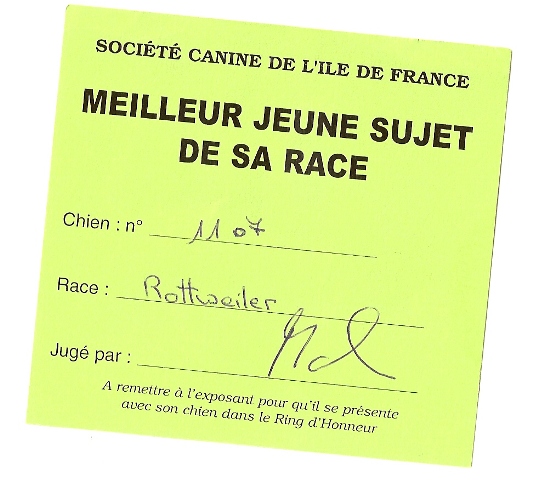 SOCIÉTÉ CANINE DE L'ILE DE FRANCE
MEILLEUR JEUNE SUJET
DE SA RACE
Chien : n° 1107
Race : Rottweiler
Jugé par :
A remettre à l'exposant pour qu'il se présente
avec son chien dans le Ring d'Honneur